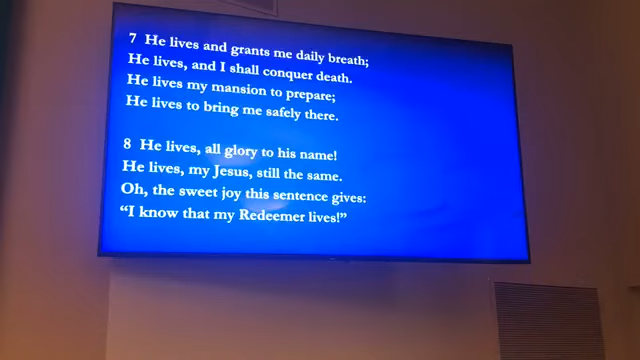 7 He lives and grants me daily breath;
He lives, and I shall conquer death.
He lives my mansion to prepare;
He lives to bring me safely there.
8 He lives, all glory to his name!
He lives, my Jesus, still the same.
Oh, the sweet joy this sentence gives:
“I know that my Redeemer lives!”